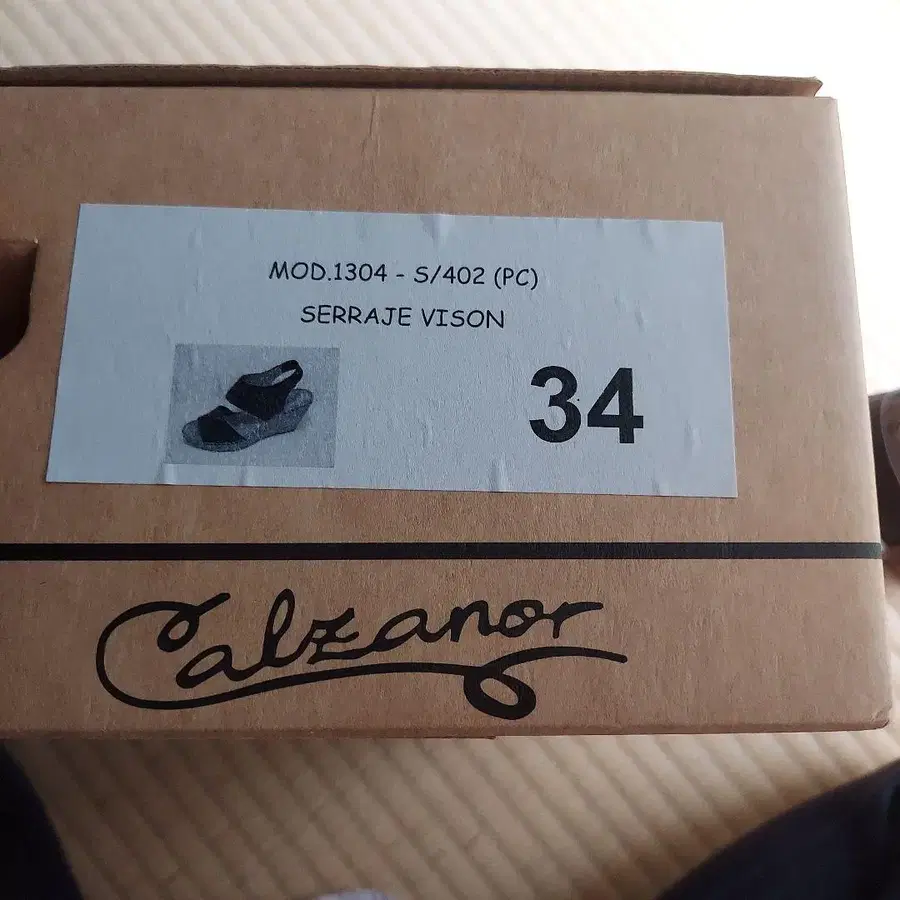 MOD.1304 - S/402 (PC)
SERRAJE VISON
34
Calzanor